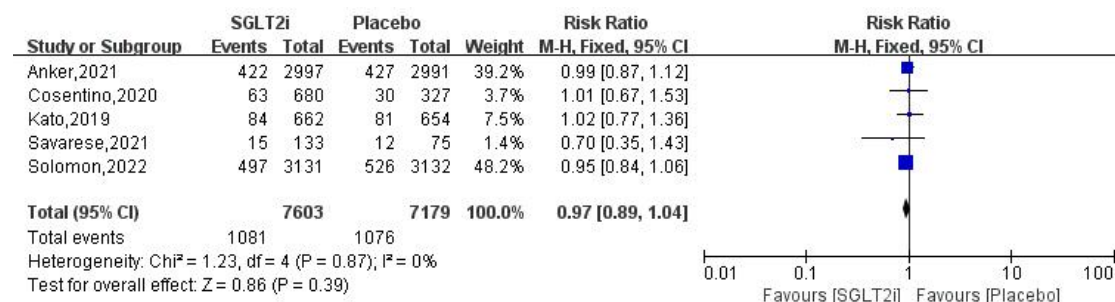 SGLT2i Placebo Risk Ratio Risk Ratio
Study or Subgroup Events Total Events Total Weight M-H, Fixed, 95% CI M-H, Fixed, 95% CI
Anker,2021 422 2997 427 2991 39.2% 0.99 [0.87, 1.12]
Cosentino,2020 63 680 30 327 3.7% 1.01 [0.67, 1.53]
Kato,2019 84 662 81 654 7.5% 1.02 [0.77, 1.36]
Savarese,2021 15 133 12 75 1.4% 0.70 [0.35, 1.43]
Solomon,2022 497 3131 526 3132 48.2% 0.95 [0.84, 1.06]
Total (95% CI) 7603 7179 100.0% 0.97 [0.89, 1.04]
Total events 1081 1076
Heterogeneity: Chi² = 1.23, df = 4 (P = 0.87); I² = 0%
Test for overall effect: Z = 0.86 (P = 0.39)
0.01 0.1 1 10 100
Favours [SGLT2i] Favours [Placebo]